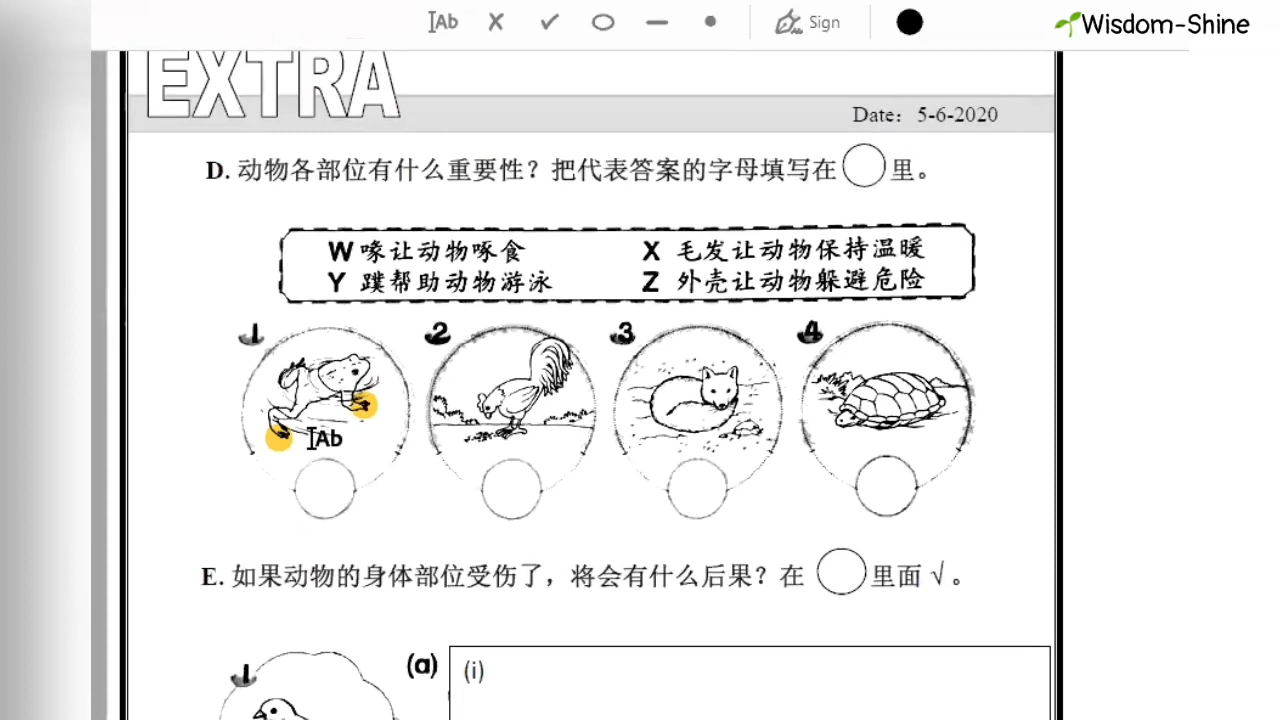 Ab X ✓ Sign
Wisdom-Shine
EXTRA
Date: 5-6-2020
D. 动物各部位有什么重要性？把代表答案的字母填写在 里。
W 喙让动物啄食
X 毛发让动物保持温暖
Y 蹼帮助动物游泳
Z 外壳让动物躲避危险
1 2 3 4
Ab
E. 如果动物的身体部位受伤了，将会有什么后果？在 里面 √ 。
1 (a) (i)